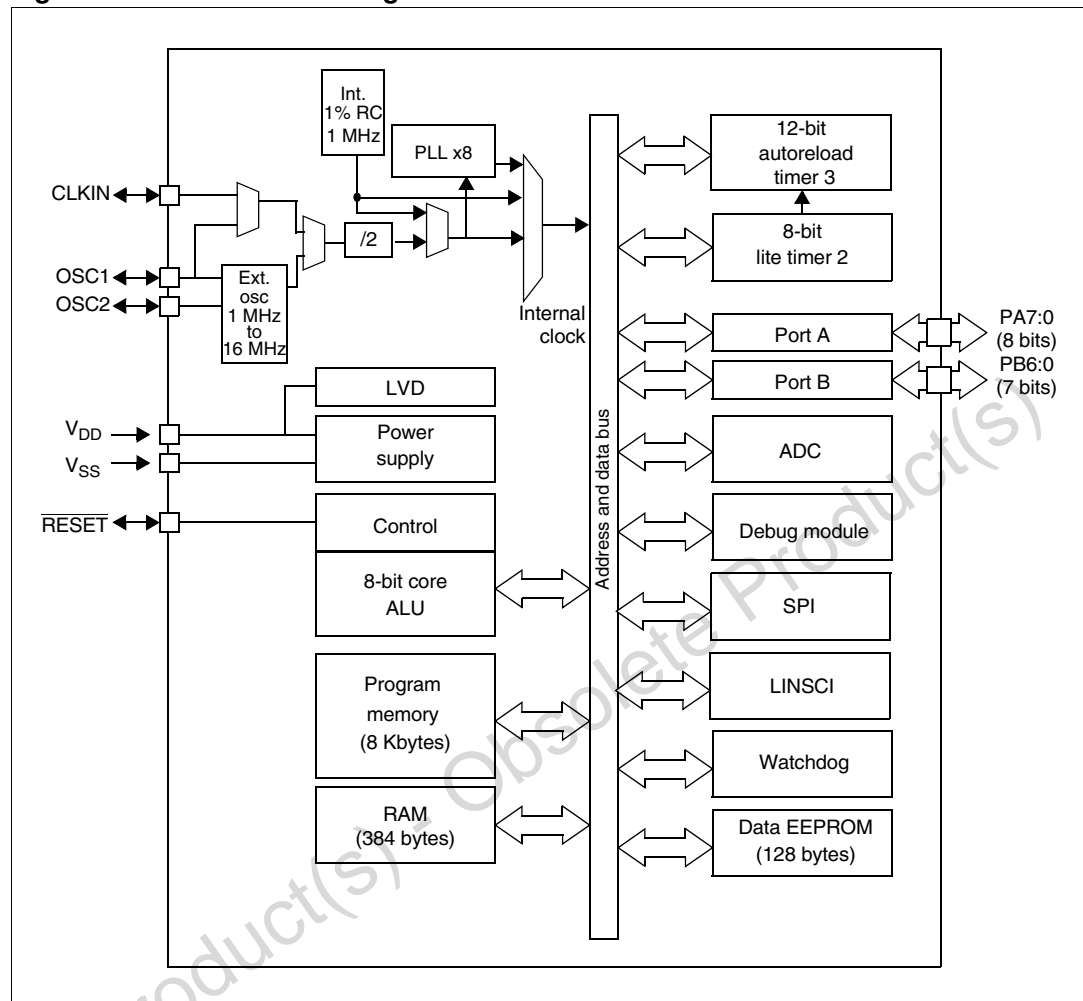 Int.
1% RC
1 MHz
PLL x8
CLKIN
/2
OSC1
OSC2
Ext.
osc
1 MHz
to
16 MHz
Internal
clock
LVD
VDD
VSS
Power
supply
RESET
Control
8-bit core
ALU
Program
memory
(8 Kbytes)
RAM
(384 bytes)
Address and data bus
12-bit
autoreload
timer 3
8-bit
lite timer 2
Port A
PA7:0
(8 bits)
Port B
PB6:0
(7 bits)
ADC
Debug module
SPI
LINSCI
Watchdog
Data EEPROM
(128 bytes)
roduct(s) - Obsolete Product(s)